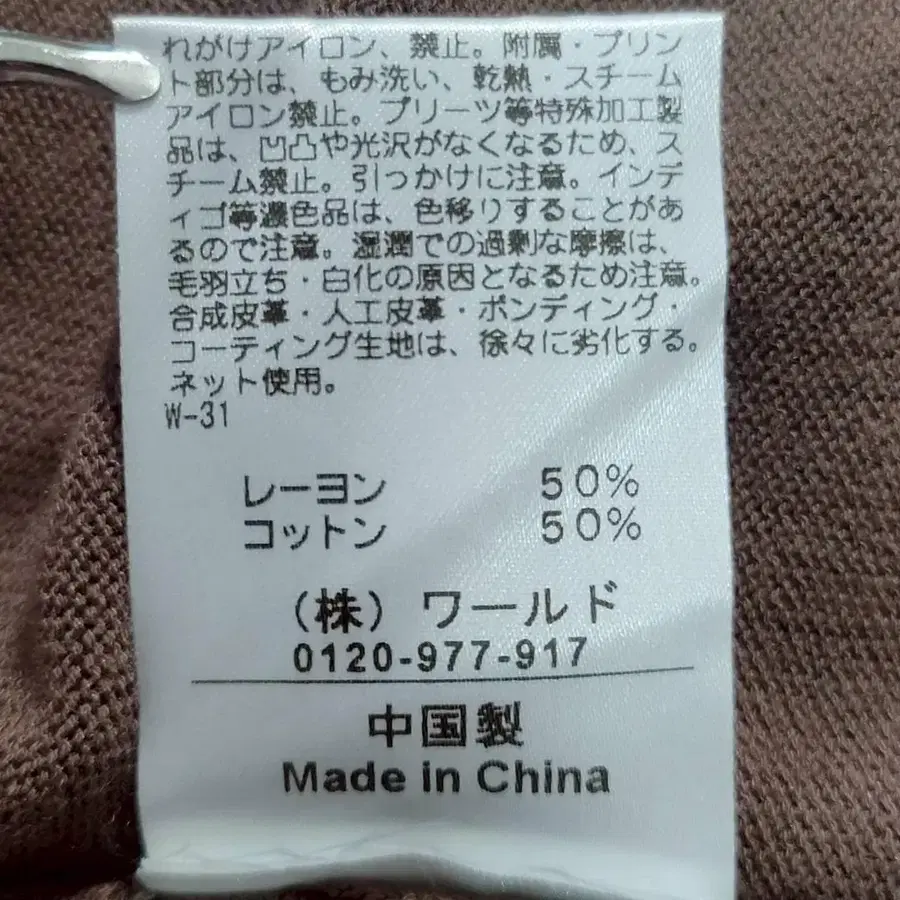 れがけアイロン、禁止。附属・プリン
ト部分は、もみ洗い、乾熱・スチーム
アイロン禁止。プリーツ等特殊加工製
品は、凹凸や光沢がなくなるため、ス
チーム禁止。引っかけに注意。インデ
ィゴ等濃色品は、色移りすることがあ
るので注意。湿潤での過剰な摩擦は、
毛羽立ち・白化の原因となるため注意。
合成皮革・人工皮革・ボンディング・
コーティング生地は、徐々に劣化する。
ネット使用。
W-31
レーヨン 50%
コットン 50%
(株) ワールド
0120-977-917
中国製
Made in China